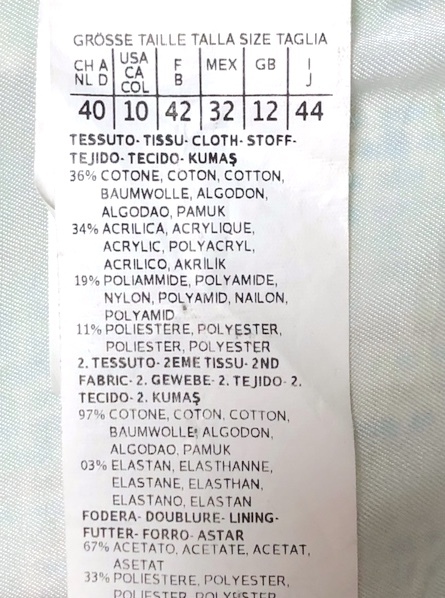 GRÖSSE TAILLE TALLA SIZE TAGLIA
CH A NL D USA CA COL F B MEX GB I J
40 10 42 32 12 44
TESSUTO- TISSU- CLOTH- STOFF-
TEJIDO- TECIDO- KUMAŞ
36% COTONE, COTON, COTTON,
BAUMWOLLE, ALGODON,
ALGODAO, PAMUK
34% ACRILICA, ACRYLIQUE,
ACRYLIC, POLYACRYL,
ACRILICO, AKRİLİK
19% POLIAMMIDE, POLYAMIDE,
NYLON, POLYAMID, NAILON,
POLYAMID
11% POLIESTERE, POLYESTER,
POLIESTER, POLYESTER
2. TESSUTO- 2EME TISSU- 2ND
FABRIC- 2. GEWEBE- 2. TEJIDO- 2.
TECIDO- 2. KUMAŞ
97% COTONE, COTON, COTTON,
BAUMWOLLE, ALGODON,
ALGODAO, PAMUK
03% ELASTAN, ELASTHANNE,
ELASTANE, ELASTHAN,
ELASTANO, ELASTAN
FODERA- DOUBLURE- LINING-
FUTTER- FORRO- ASTAR
67% ACETATO, ACETATE, ACETAT,
ASETAT
33% POLIESTERE, POLYESTER,
POLIESTER, POLYESTER